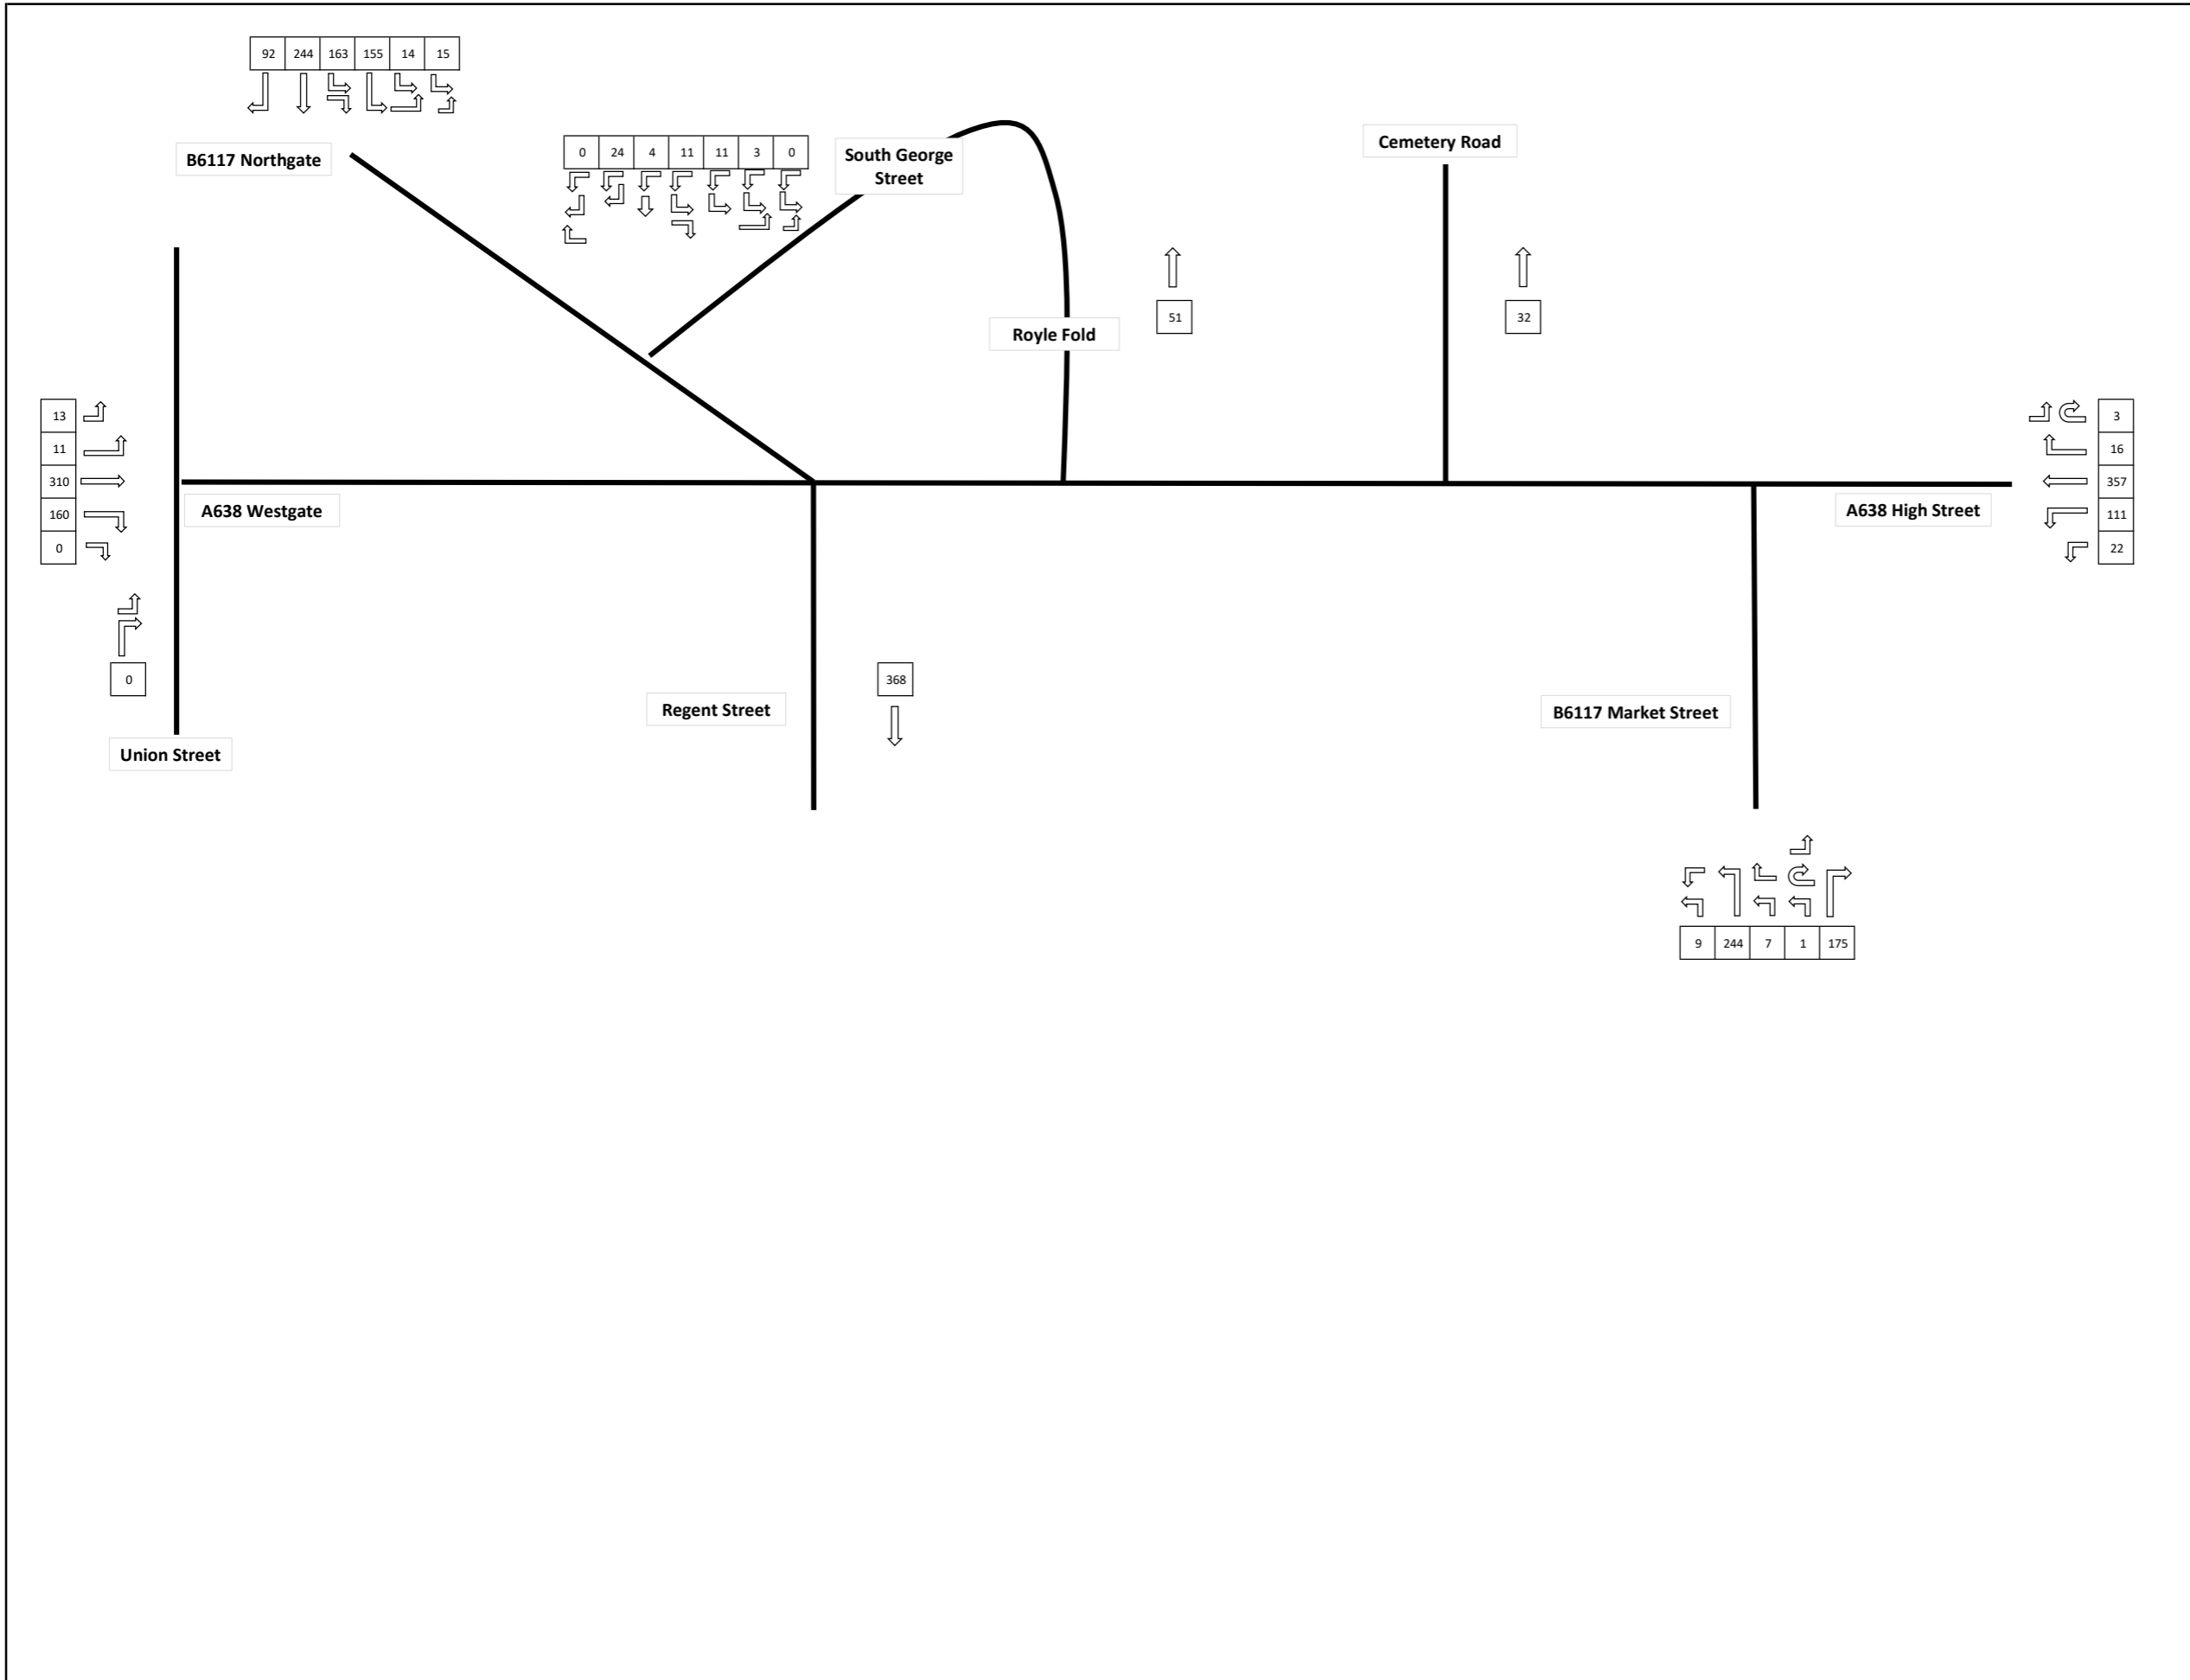 92 244 163 155 14 15
B6117 Northgate
0 24 4 11 11 3 0
South George
Street
Cemetery Road
51
32
Royle Fold
13
11
310
160
0
3
16
357
111
22
A638 Westgate
A638 High Street
0
368
Regent Street
B6117 Market Street
Union Street
9 244 7 1 175